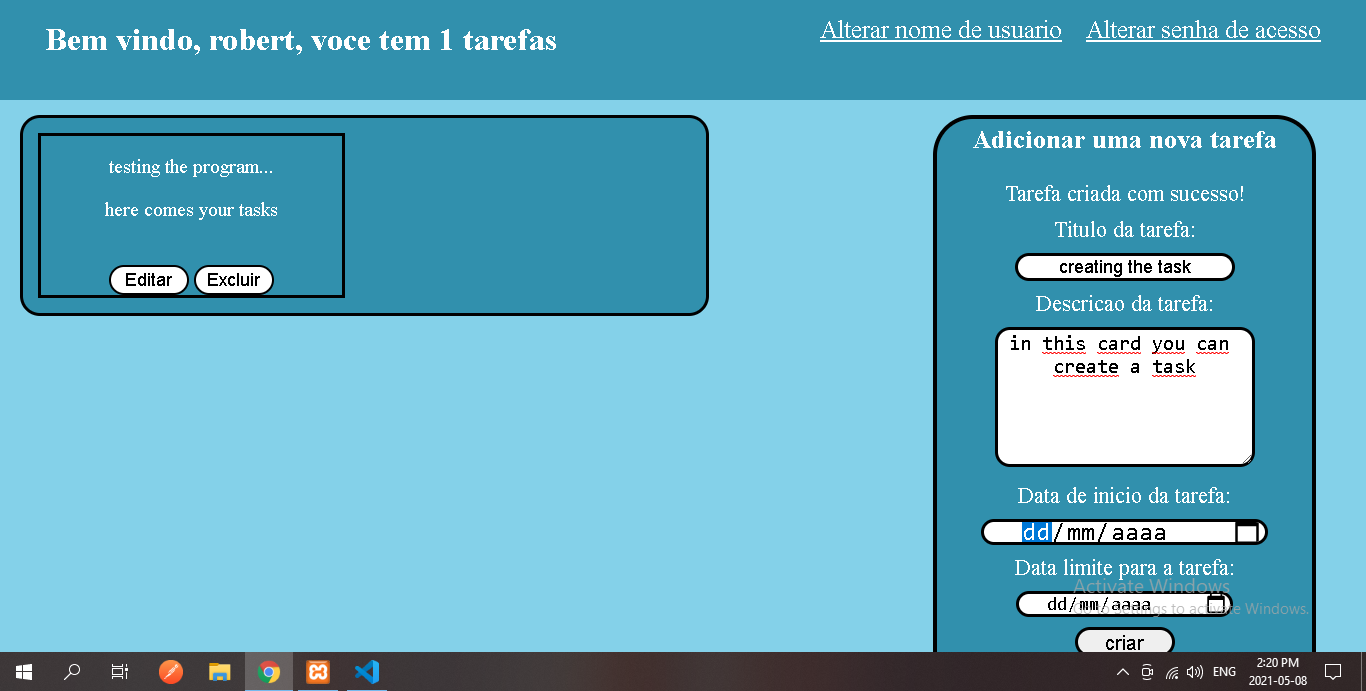 Bem vindo, robert, voce tem 1 tarefas
Alterar nome de usuario
Alterar senha de acesso
testing the program...
here comes your tasks
Editar
Excluir
Adicionar uma nova tarefa
Tarefa criada com sucesso!
Titulo da tarefa:
creating the task
Descricao da tarefa:
in this card you can
create a task
Data de inicio da tarefa:
dd/mm/aaaa
Data limite para a tarefa:
Activate Windows
dd/mm/aaaa
Go to Settings to activate Windows.
criar
ENG
2:20 PM
2021-05-08